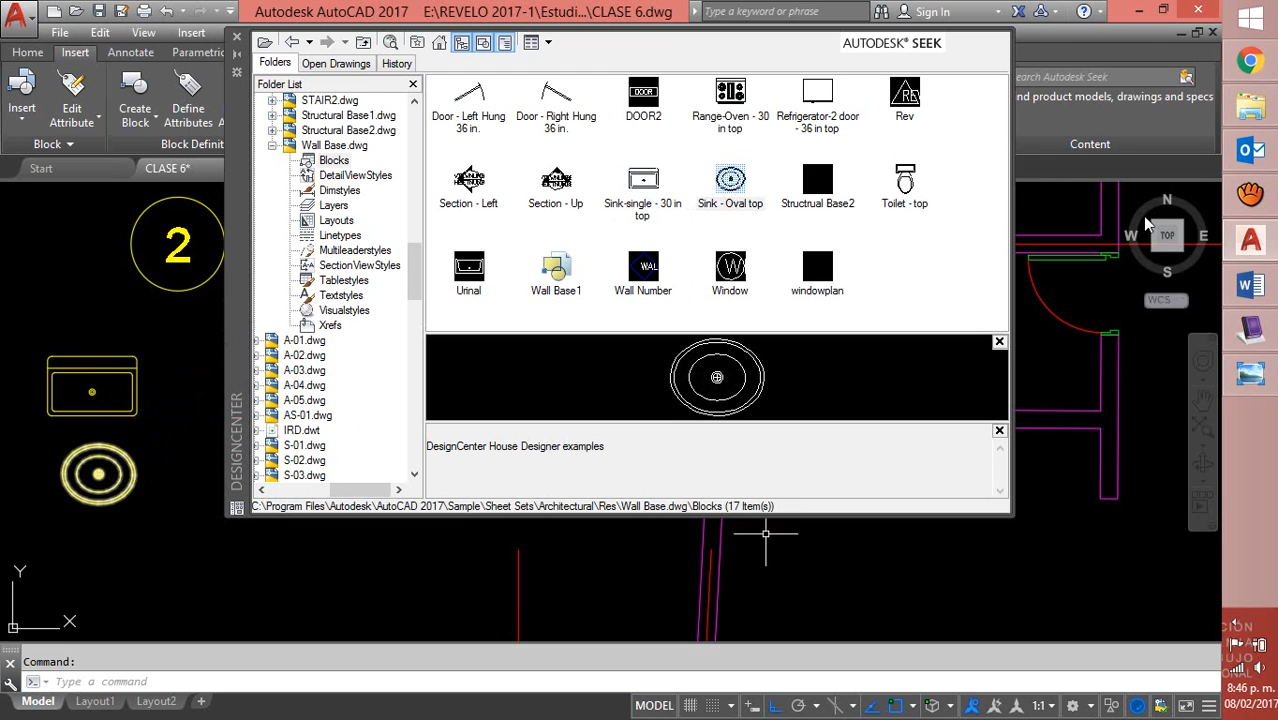 Autodesk AutoCAD 2017 E:\REVELO 2017-1\Estudi...\CLASE 6.dwg
Type a keyword or phrase
Sign In
File Edit View Insert
Home Insert Annotate Parametric
Insert
Edit Attribute
Create Block
Define Attributes
Block
Block Definit
Search Autodesk Seek
nd product models, drawings and specs
Content
Start CLASE 6*
AUTODESK® SEEK
Folders Open Drawings History
Folder List
STAIR2.dwg
Structural Base1.dwg
Structural Base2.dwg
Wall Base.dwg
Blocks
DetailViewStyles
Dimstyles
Layers
Layouts
Linetypes
Multileaderstyles
SectionViewStyles
Tablestyles
Textstyles
Visualstyles
Xrefs
A-01.dwg
A-02.dwg
A-03.dwg
A-04.dwg
A-05.dwg
AS-01.dwg
IRD.dwt
S-01.dwg
S-02.dwg
S-03.dwg
DOOR
RE
Door - Left Hung 36 in.
Door - Right Hung 36 in.
DOOR2
Range-Oven - 30 in top
Refrigerator-2 door - 36 in top
Rev
Section - Left
Section - Up
Sink-single - 30 in top
Sink - Oval top
Structrual Base2
Toilet - top
WAL
W
Urinal
Wall Base1
Wall Number
Window
windowplan
DesignCenter House Designer examples
C:\Program Files\Autodesk\AutoCAD 2017\Sample\Sheet Sets\Architectural\Res\Wall Base.dwg\Blocks (17 Item(s))
DESIGNCENTER
2
N
W TOP E
S
WCS
Y
X
Command:
Type a command
Model Layout1 Layout2 +
MODEL
1:1
8:46 p. m.
08/02/2017